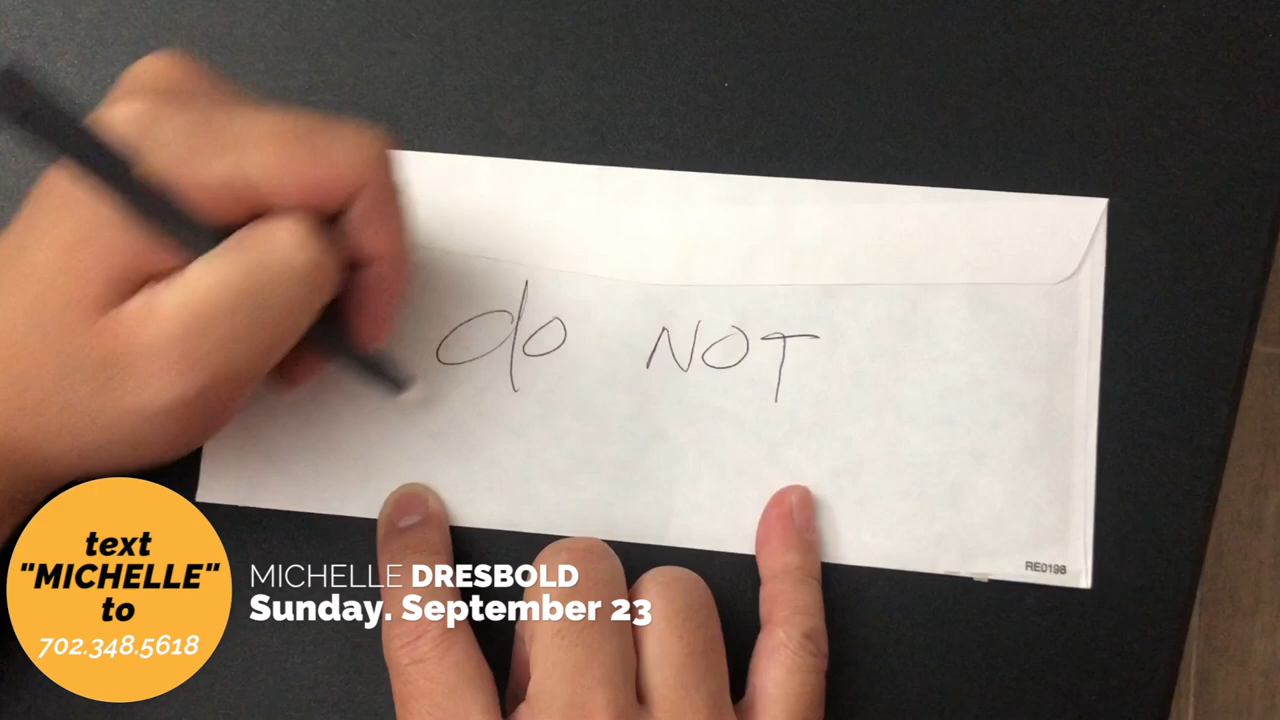 do NOT
RE0198
text
"MICHELLE"
to
702.348.5618
MICHELLE DRESBOLD
Sunday. September 23